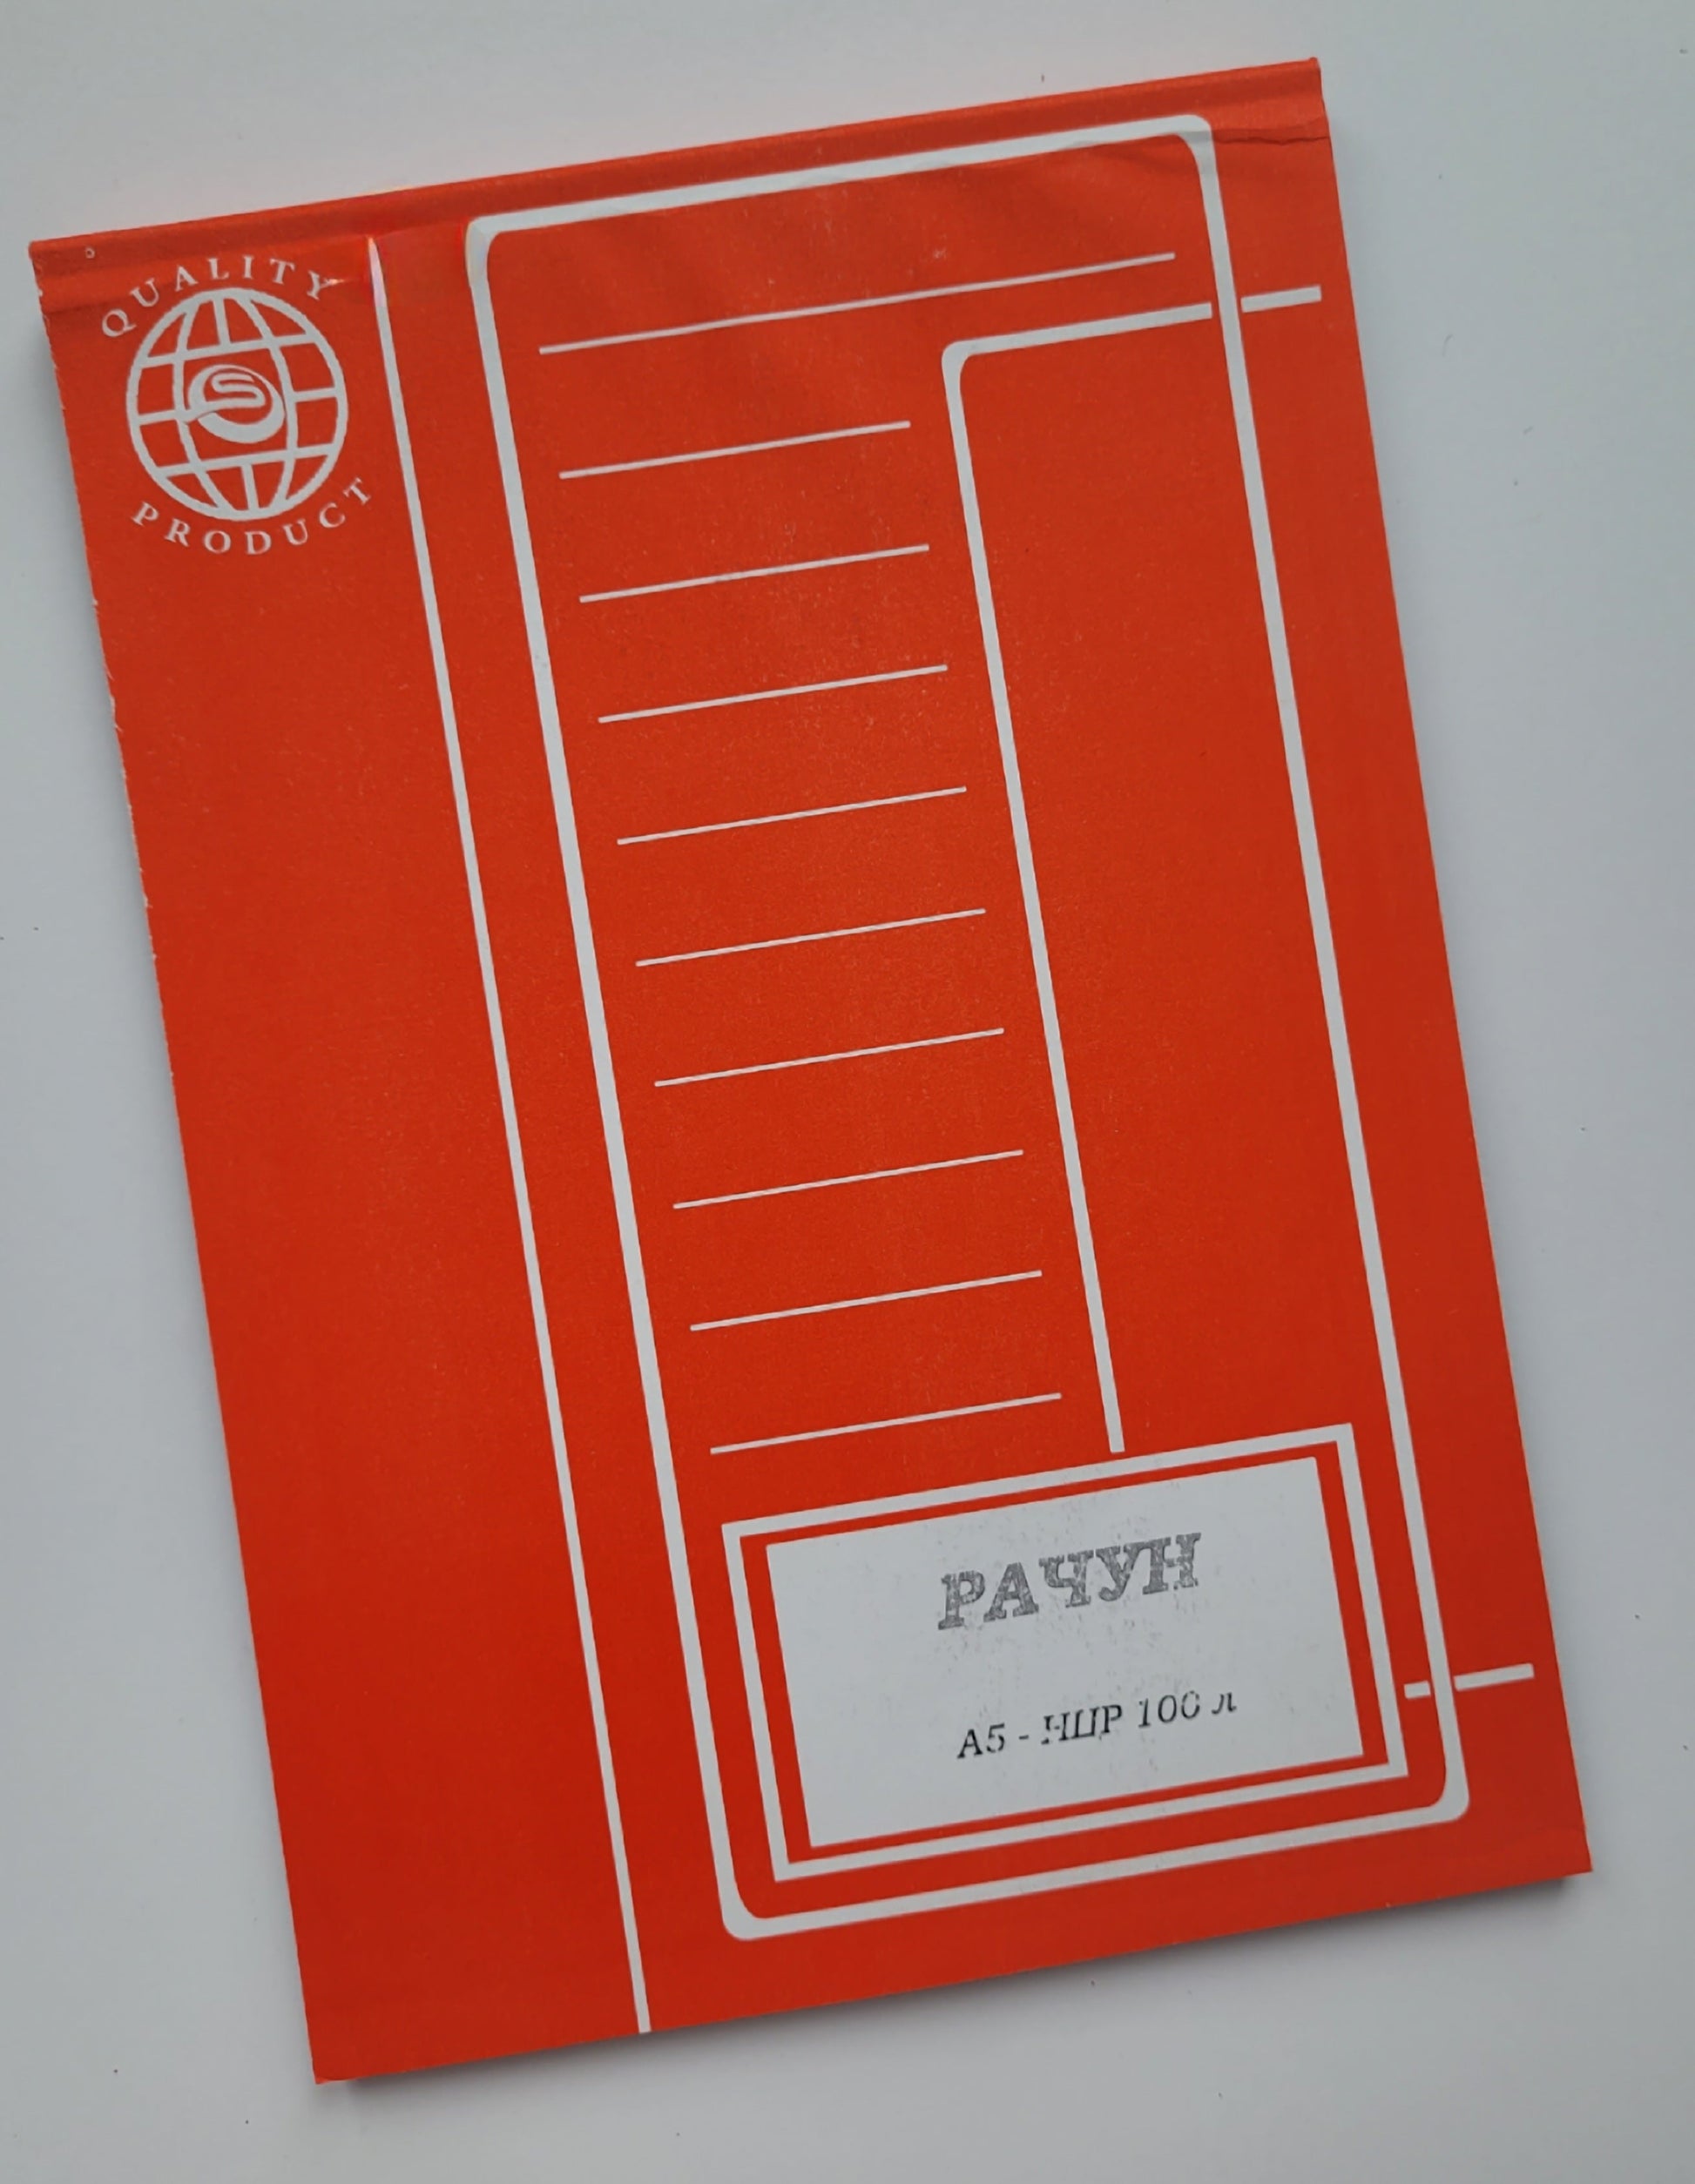 QUALITY
PRODUCT
РАЧУН
А5 - НЦР 100 л